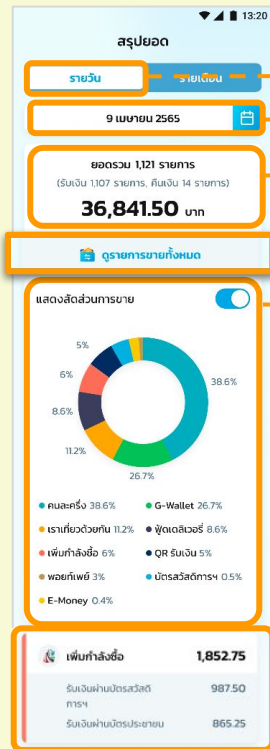 13:20
สรุปยอด
รายวัน รายเดือน
9 เมษายน 2565
ยอดรวม 1,121 รายการ
(รับเงิน 1,107 รายการ, คืนเงิน 14 รายการ)
36,841.50 บาท
ดูรายการขายทั้งหมด
แสดงสัดส่วนการขาย
5%
6%
38.6%
8.6%
11.2%
26.7%
คนละครึ่ง 38.6% G-Wallet 26.7%
เราเที่ยวด้วยกัน 11.2% ฟู้ดเดลิเวอรี่ 8.6%
เพิ่มกำลังซื้อ 6% QR รับเงิน 5%
พอยท์เพย์ 3% บัตรสวัสดิการฯ 0.5%
E-Money 0.4%
เพิ่มกำลังซื้อ 1,852.75
รับเงินผ่านบัตรสวัสดิ 987.50
การฯ
รับเงินผ่านบัตรประชาชน 865.25